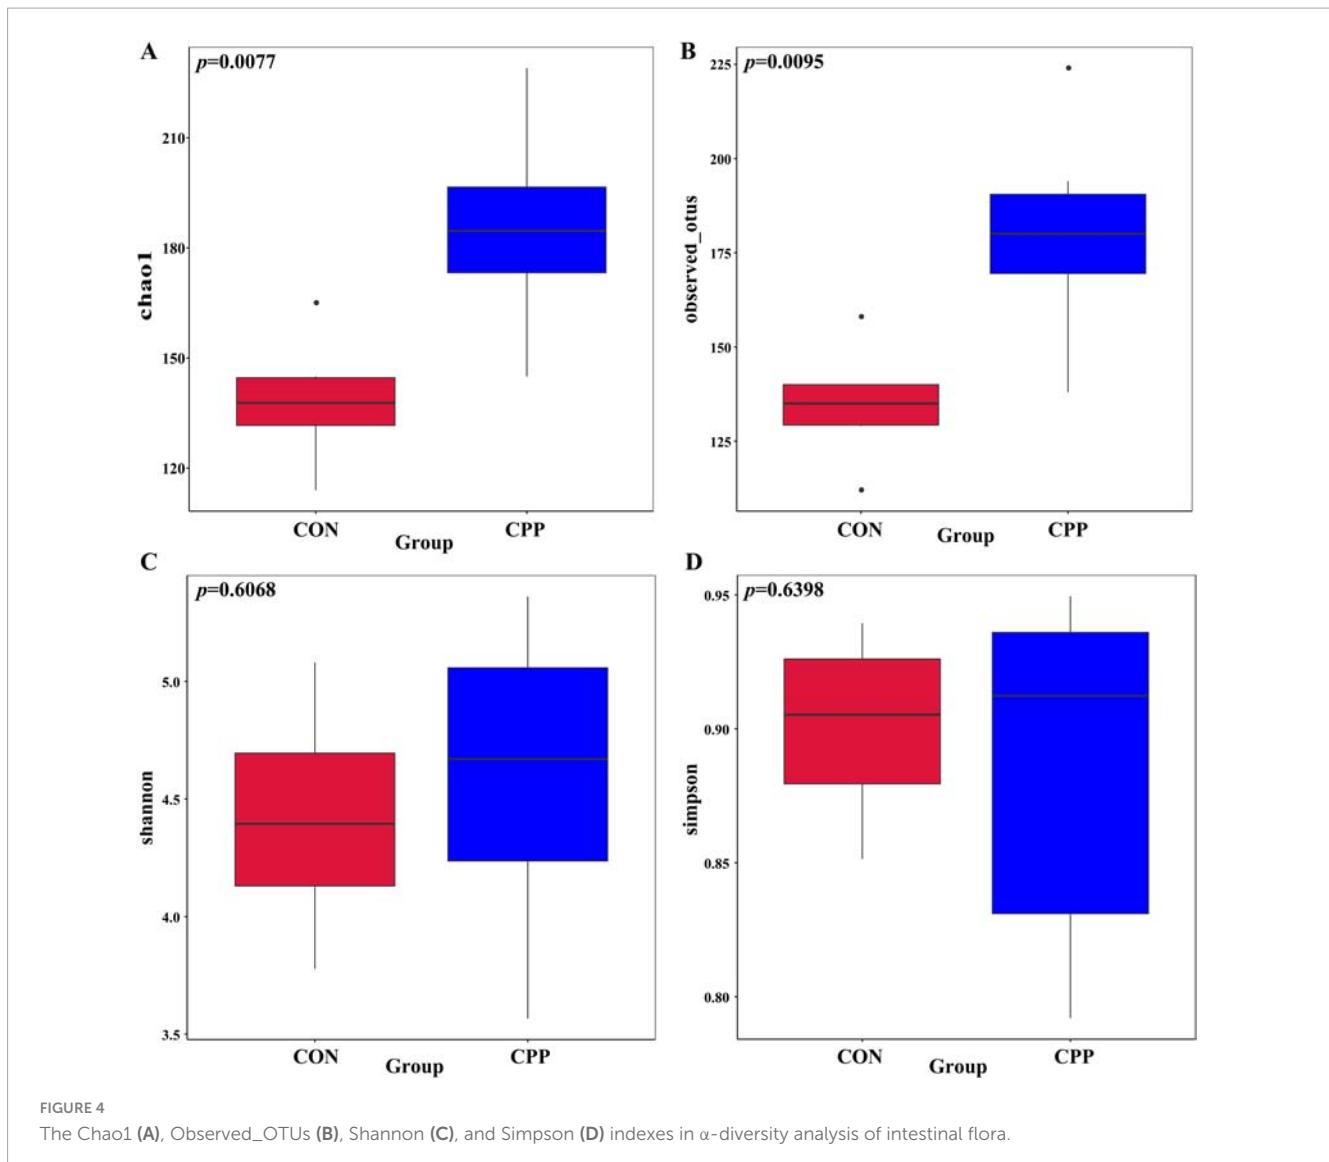 A
p=0.0077
210
180
150
120
chao1
CON
CPP
Group
B
p=0.0095
225
200
175
150
125
observed_otus
CON
CPP
Group
C
p=0.6068
5.0
4.5
4.0
3.5
shannon
CON
CPP
Group
D
p=0.6398
0.95
0.90
0.85
0.80
simpson
CON
CPP
Group
FIGURE 4
The Chao1 (A), Observed_OTUs (B), Shannon (C), and Simpson (D) indexes in α-diversity analysis of intestinal flora.